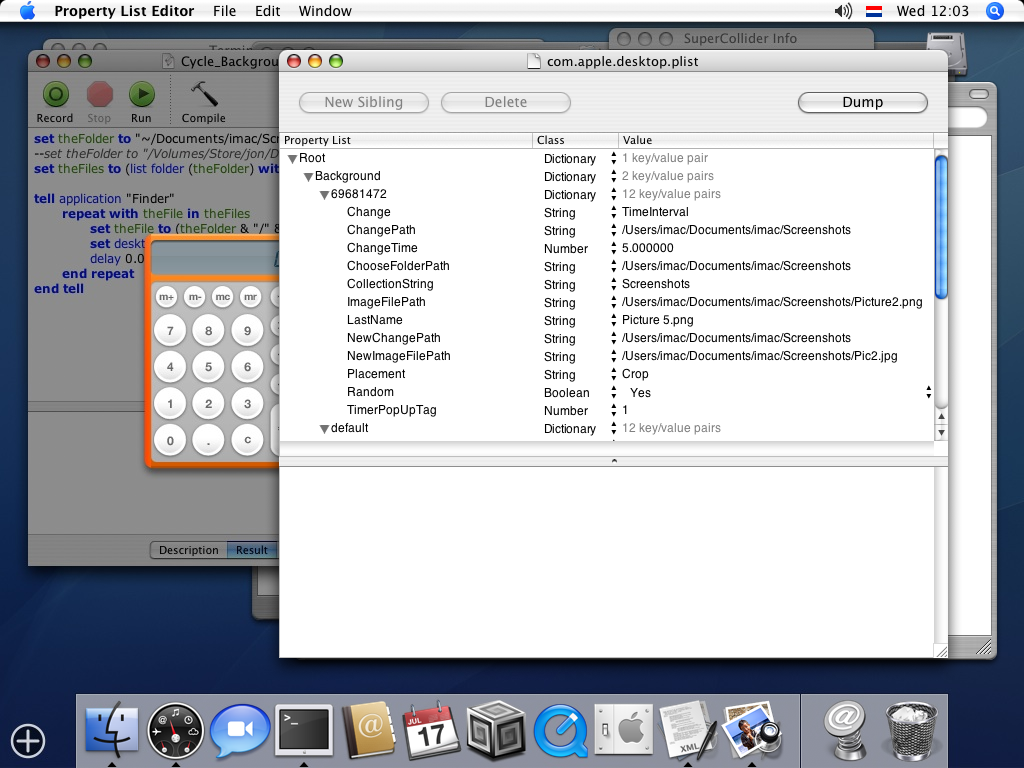 Property List Editor File Edit Window Wed 12:03
SuperCollider Info
Cycle_Backgrou
com.apple.desktop.plist
New Sibling Delete Dump
Record Stop Run Compile
Property List Class Value
Root Dictionary 1 key/value pair
Background Dictionary 2 key/value pairs
69681472 Dictionary 12 key/value pairs
Change String TimeInterval
ChangePath String /Users/imac/Documents/imac/Screenshots
ChangeTime Number 5.000000
ChooseFolderPath String /Users/imac/Documents/imac/Screenshots
CollectionString String Screenshots
ImageFilePath String /Users/imac/Documents/imac/Screenshots/Picture2.png
LastName String Picture 5.png
NewChangePath String /Users/imac/Documents/imac/Screenshots
NewImageFilePath String /Users/imac/Documents/imac/Screenshots/Pic2.jpg
Placement String Crop
Random Boolean Yes
TimerPopUpTag Number 1
default Dictionary 12 key/value pairs
set theFolder to "~/Documents/imac/Scr
--set theFolder to "/Volumes/Store/jon/D
set theFiles to (list folder (theFolder) with
tell application "Finder"
repeat with theFile in theFiles
set theFile to (theFolder & "/" &
set deskt
delay 0.0
end repeat
end tell
m+ m- mc mr
7 8 9
4 5 6
1 2 3
0 . c
Description Result
JUL
17
XML